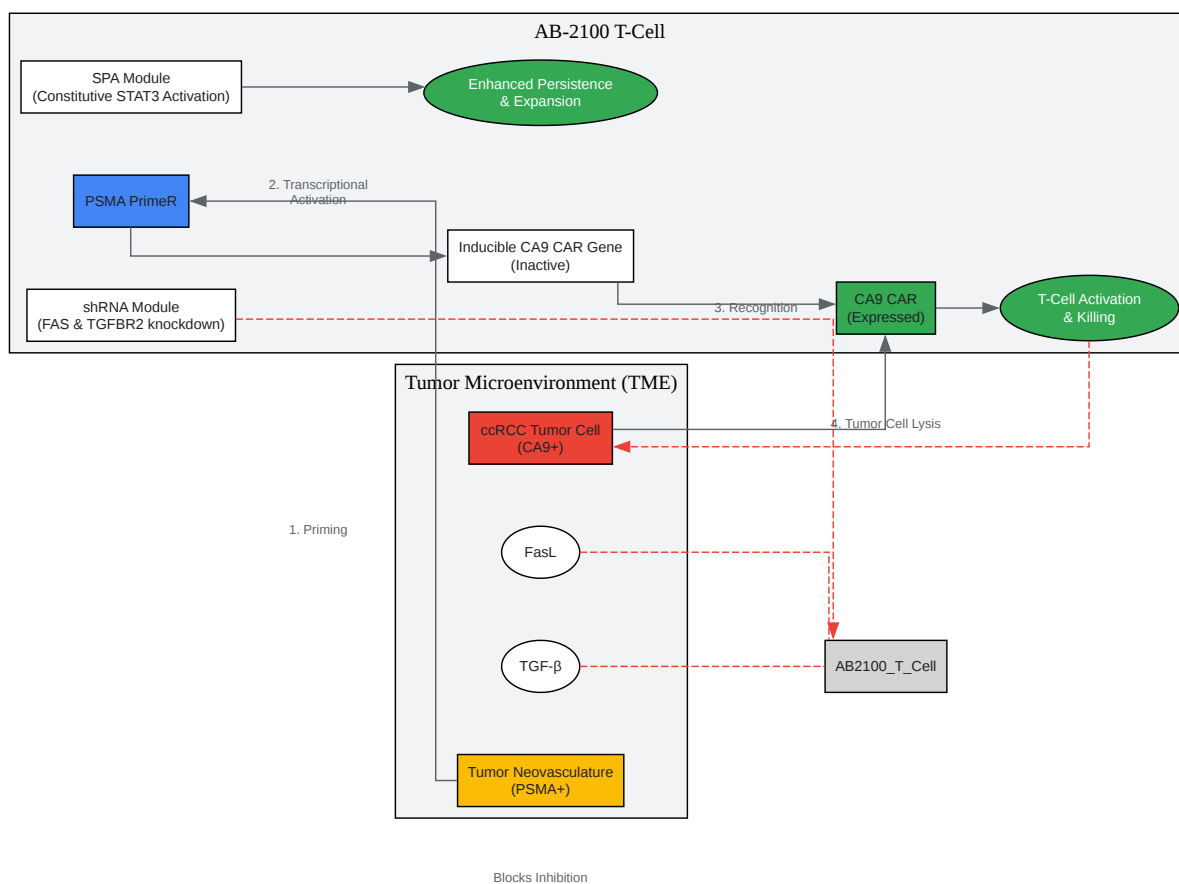 AB-2100 T-Cell
SPA Module
(Constitutive STAT3 Activation)
Enhanced Persistence
& Expansion
2. Transcriptional
Activation
PSMA PrimeR
Inducible CA9 CAR Gene
(Inactive)
shRNA Module
(FAS & TGFBR2 knockdown)
3. Recognition
CA9 CAR
(Expressed)
T-Cell Activation
& Killing
Tumor Microenvironment (TME)
ccRCC Tumor Cell
(CA9+)
4. Tumor Cell Lysis
1. Priming
FasL
TGF-β
AB2100_T_Cell
Tumor Neovasculature
(PSMA+)
Blocks Inhibition